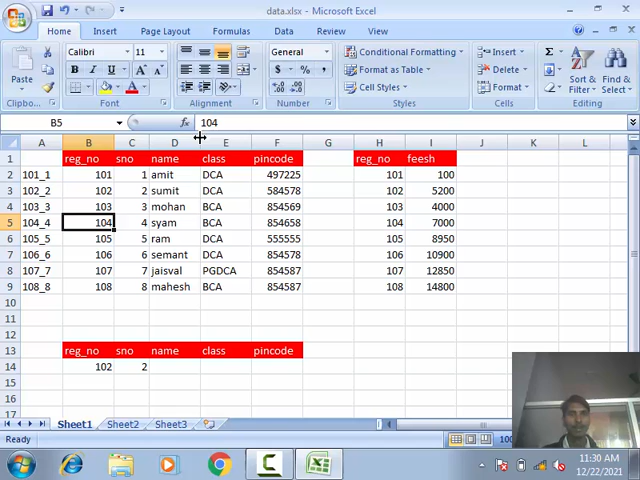 data.xlsx - Microsoft Excel
Home Insert Page Layout Formulas Data Review View
Calibri 11 General Conditional Formatting Insert Σ
Paste B I U A A $ % , Format as Table Delete Sort & Filter Find & Select
Cell Styles Format
Clipboard Font Alignment Number Styles Cells Editing
B5 fx 104
A B C D E F G H I J K L
1 reg_no sno name class pincode reg_no feesh
2 101_1 101 1 amit DCA 497225 101 100
3 102_2 102 2 sumit DCA 584578 102 5200
4 103_3 103 3 mohan BCA 854569 103 4000
5 104_4 104 4 syam BCA 854658 104 7000
6 105_5 105 5 ram DCA 555555 105 8950
7 106_6 106 6 semant DCA 854578 106 10900
8 107_7 107 7 jaisval PGDCA 854587 107 12850
9 108_8 108 8 mahesh BCA 854587 108 14800
10
11
12
13 reg_no sno name class pincode
14 102 2
15
16
17
Sheet1 Sheet2 Sheet3
Ready 100
11:30 AM
12/22/2021